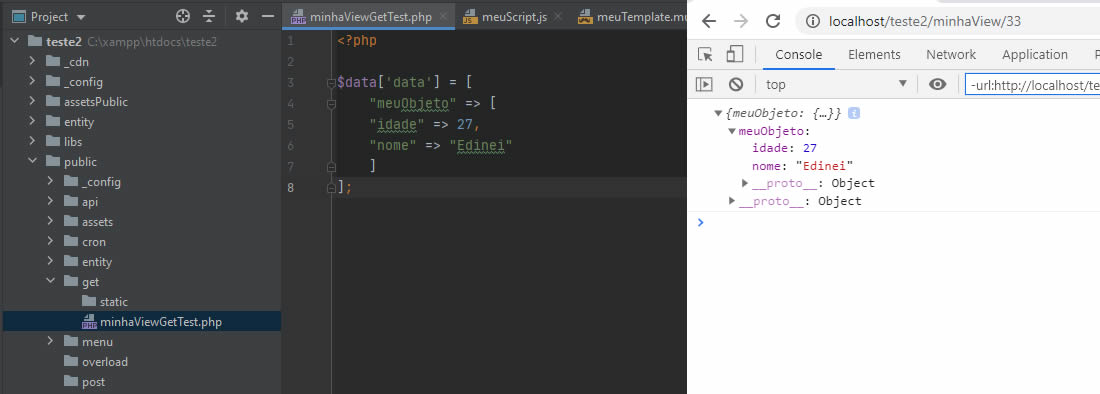 Project
teste2 C:\xampp\htdocs\teste2
_cdn
_config
assetsPublic
entity
libs
public
_config
api
assets
cron
entity
get
static
minhaViewGetTest.php
menu
overload
post
minhaViewGetTest.php meuScript.js meuTemplate.mu
1 <?php
2
3 $data['data'] = [
4 "meuObjeto" => [
5 "idade" => 27,
6 "nome" => "Edinei"
7 ]
8 ];
localhost/teste2/minhaView/33
Console Elements Network Application
top -url:http://localhost/te
{meuObjeto: {…}} i
meuObjeto:
idade: 27
nome: "Edinei"
__proto__: Object
__proto__: Object